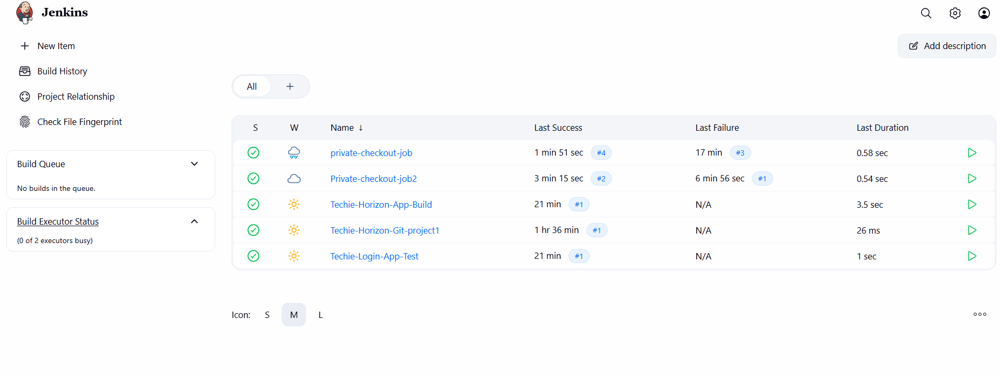 Jenkins
New Item
Build History
Project Relationship
Check File Fingerprint
Build Queue
No builds in the queue.
Build Executor Status
(0 of 2 executors busy)
Add description
All
S W Name ↓ Last Success Last Failure Last Duration
private-checkout-job 1 min 51 sec #4 17 min #3 0.58 sec
Private-checkout-job2 3 min 15 sec #2 6 min 56 sec #1 0.54 sec
Techie-Horizon-App-Build 21 min #1 N/A 3.5 sec
Techie-Horizon-Git-project1 1 hr 36 min #1 N/A 26 ms
Techie-Login-App-Test 21 min #1 N/A 1 sec
Icon: S M L